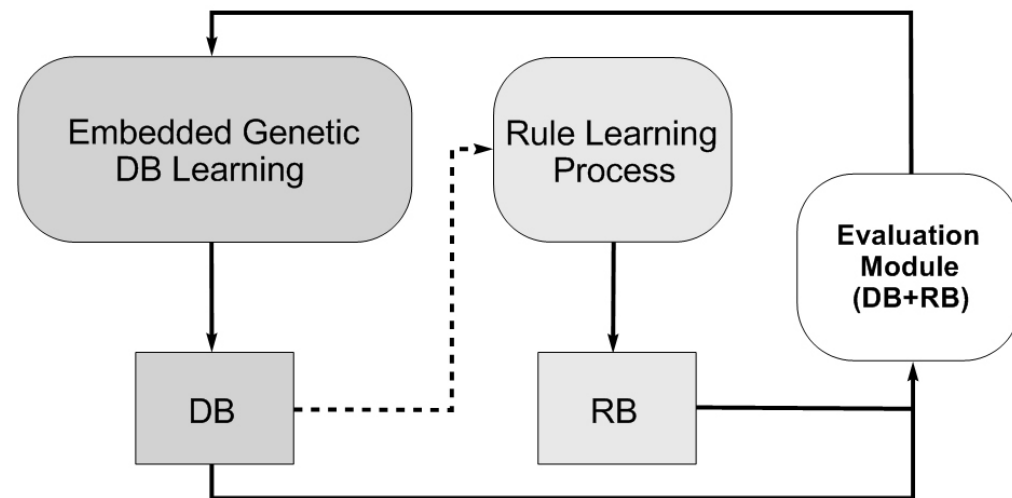 Embedded Genetic
DB Learning
Rule Learning
Process
Evaluation
Module
(DB+RB)
DB
RB